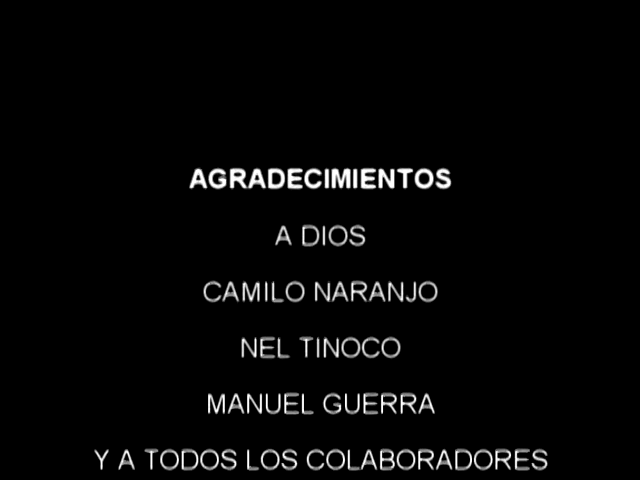 AGRADECIMIENTOS
A DIOS
CAMILO NARANJO
NEL TINOCO
MANUEL GUERRA
Y A TODOS LOS COLABORADORES